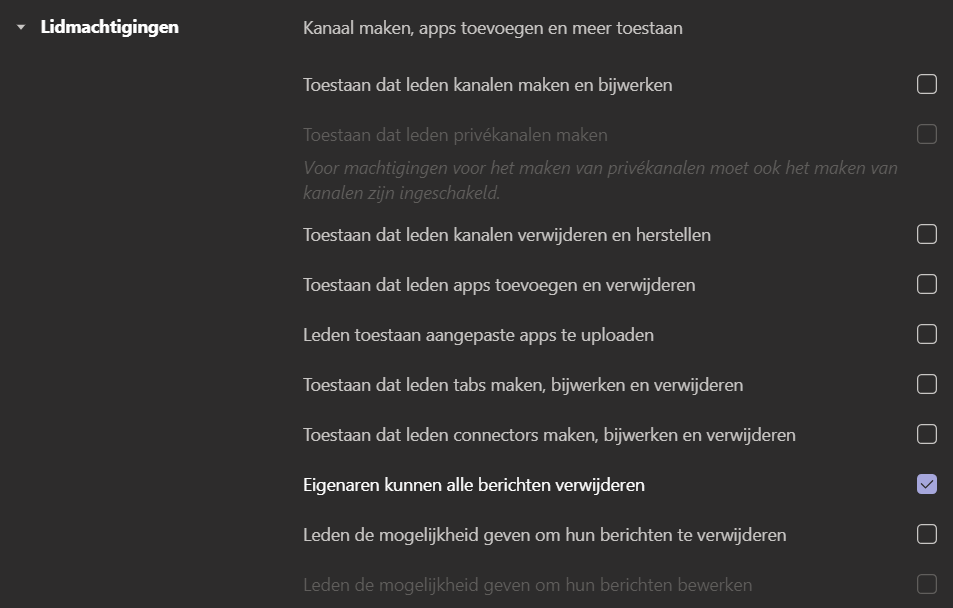 Lidmachtigingen
Kanaal maken, apps toevoegen en meer toestaan
Toestaan dat leden kanalen maken en bijwerken
Toestaan dat leden privékanalen maken
Voor machtigingen voor het maken van privékanalen moet ook het maken van
kanalen zijn ingeschakeld.
Toestaan dat leden kanalen verwijderen en herstellen
Toestaan dat leden apps toevoegen en verwijderen
Leden toestaan aangepaste apps te uploaden
Toestaan dat leden tabs maken, bijwerken en verwijderen
Toestaan dat leden connectors maken, bijwerken en verwijderen
Eigenaren kunnen alle berichten verwijderen
Leden de mogelijkheid geven om hun berichten te verwijderen
Leden de mogelijkheid geven om hun berichten bewerken